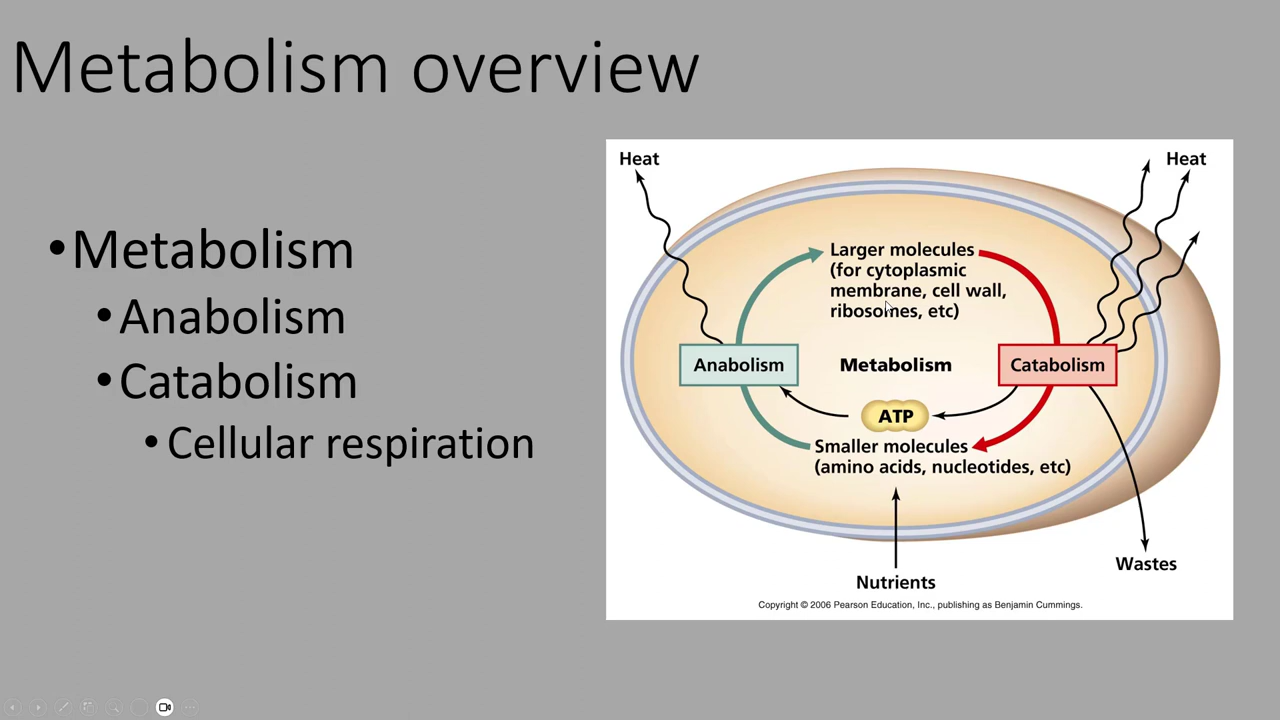 Metabolism overview
•Metabolism
•Anabolism
•Catabolism
•Cellular respiration
Heat
Heat
Larger molecules
(for cytoplasmic
membrane, cell wall,
ribosomes, etc)
Anabolism
Metabolism
Catabolism
ATP
Smaller molecules
(amino acids, nucleotides, etc)
Nutrients
Wastes
Copyright © 2006 Pearson Education, Inc., publishing as Benjamin Cummings.